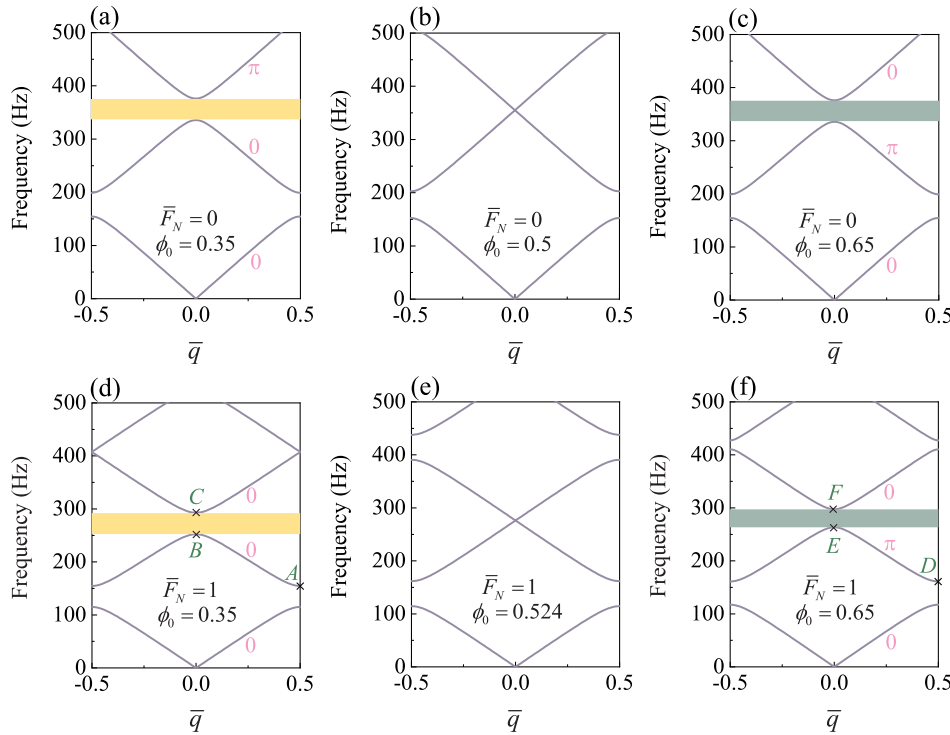 (a)
(b)
(c)
Frequency (Hz)
500
400
300
200
100
0
π
0
0
F̅_N = 0
ϕ₀ = 0.35
-0.5
0.0
0.5
q̅
Frequency (Hz)
500
400
300
200
100
0
F̅_N = 0
ϕ₀ = 0.5
-0.5
0.0
0.5
q̅
Frequency (Hz)
500
400
300
200
100
0
0
π
0
F̅_N = 0
ϕ₀ = 0.65
-0.5
0.0
0.5
q̅
(d)
(e)
(f)
Frequency (Hz)
500
400
300
200
100
0
C
0
B
0
A
0
F̅_N = 1
ϕ₀ = 0.35
-0.5
0.0
0.5
q̅
Frequency (Hz)
500
400
300
200
100
0
F̅_N = 1
ϕ₀ = 0.524
-0.5
0.0
0.5
q̅
Frequency (Hz)
500
400
300
200
100
0
F
0
E
π
D
0
F̅_N = 1
ϕ₀ = 0.65
-0.5
0.0
0.5
q̅